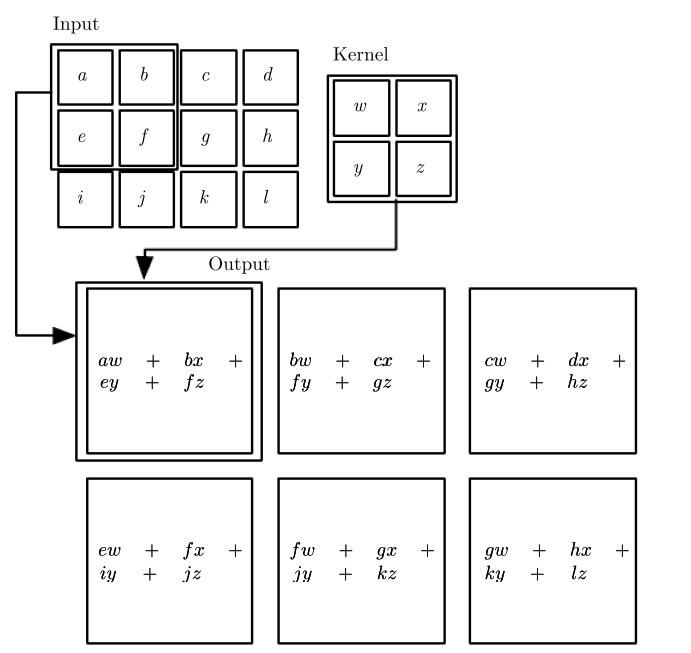 Input
Kernel
a b c d
e f g h
i j k l
w x
y z
Output
aw + bx +
ey + fz
bw + cx +
fy + gz
cw + dx +
gy + hz
ew + fx +
iy + jz
fw + gx +
jy + kz
gw + hx +
ky + lz